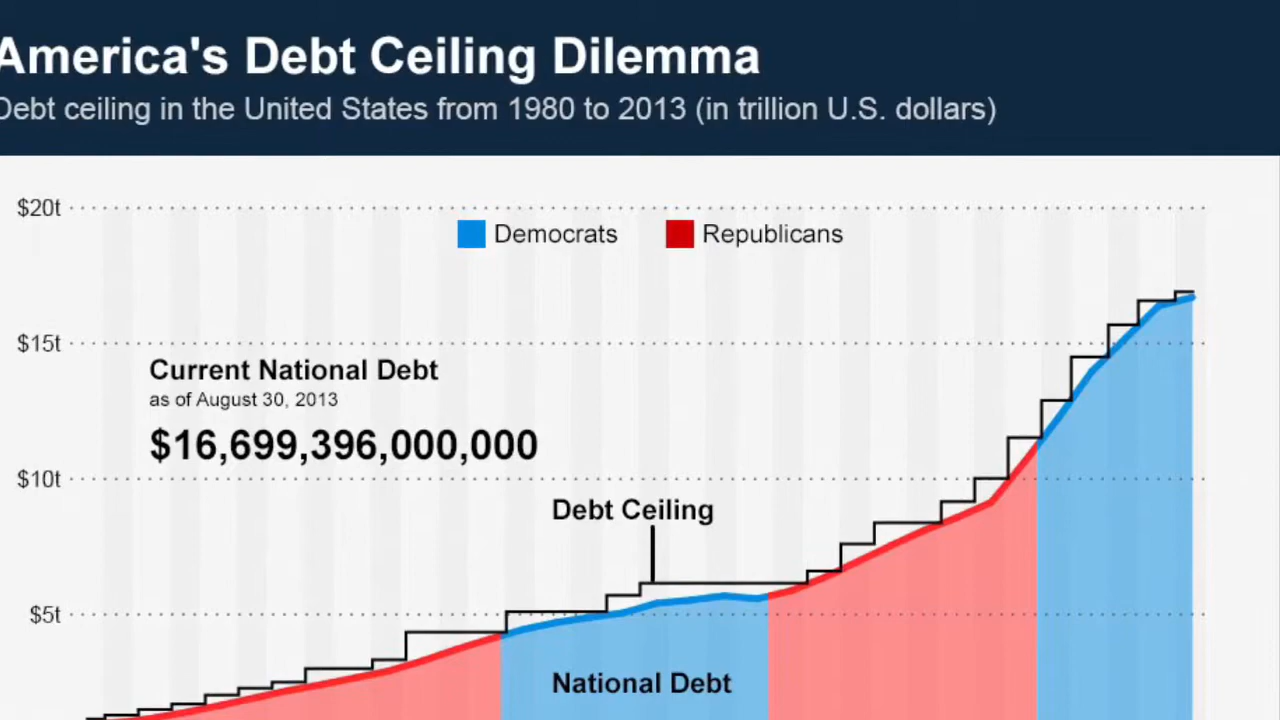 America's Debt Ceiling Dilemma
Debt ceiling in the United States from 1980 to 2013 (in trillion U.S. dollars)
$20t
Democrats
Republicans
$15t
Current National Debt
as of August 30, 2013
$16,699,396,000,000
$10t
Debt Ceiling
$5t
National Debt